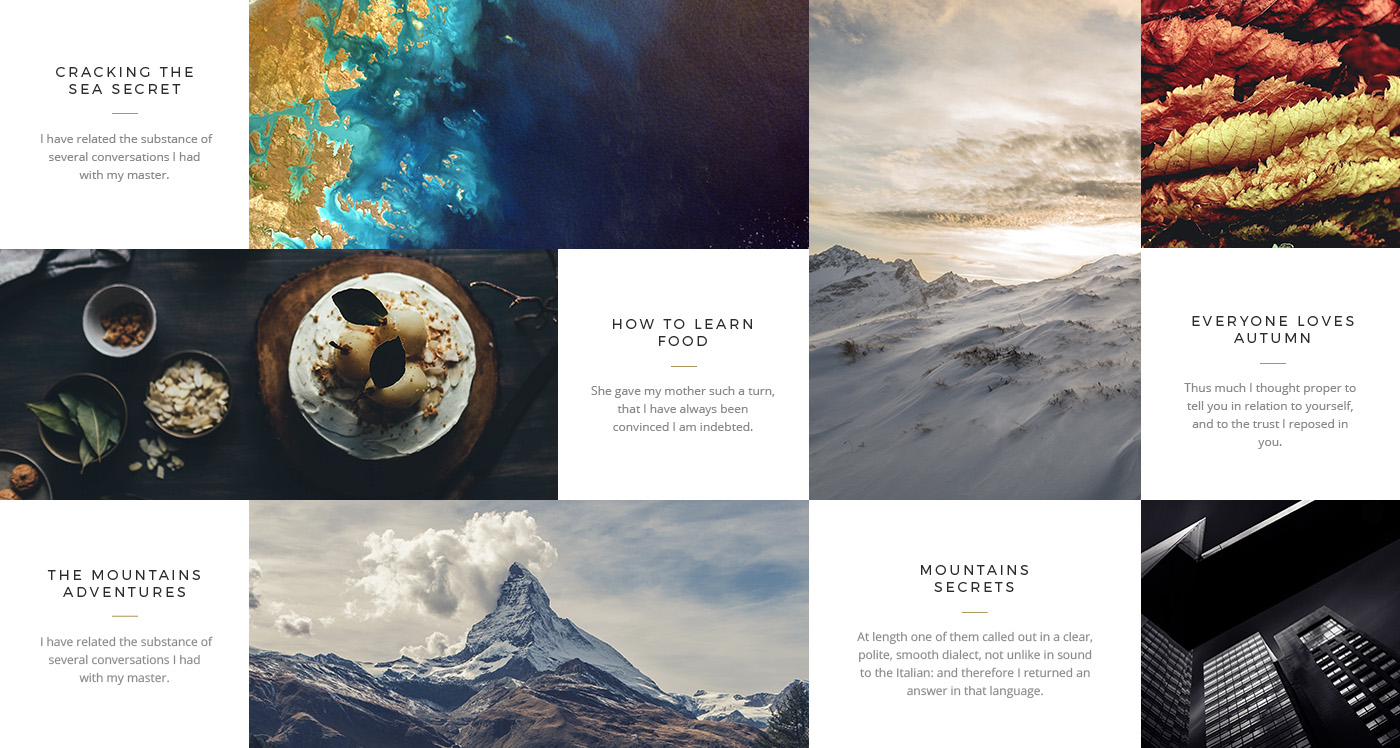 CRACKING THE
SEA SECRET
I have related the substance of
several conversations I had
with my master.
HOW TO LEARN
FOOD
She gave my mother such a turn,
that I have always been
convinced I am indebted.
EVERYONE LOVES
AUTUMN
Thus much I thought proper to
tell you in relation to yourself,
and to the trust I reposed in
you.
THE MOUNTAINS
ADVENTURES
I have related the substance of
several conversations I had
with my master.
MOUNTAINS
SECRETS
At length one of them called out in a clear,
polite, smooth dialect, not unlike in sound
to the Italian: and therefore I returned an
answer in that language.